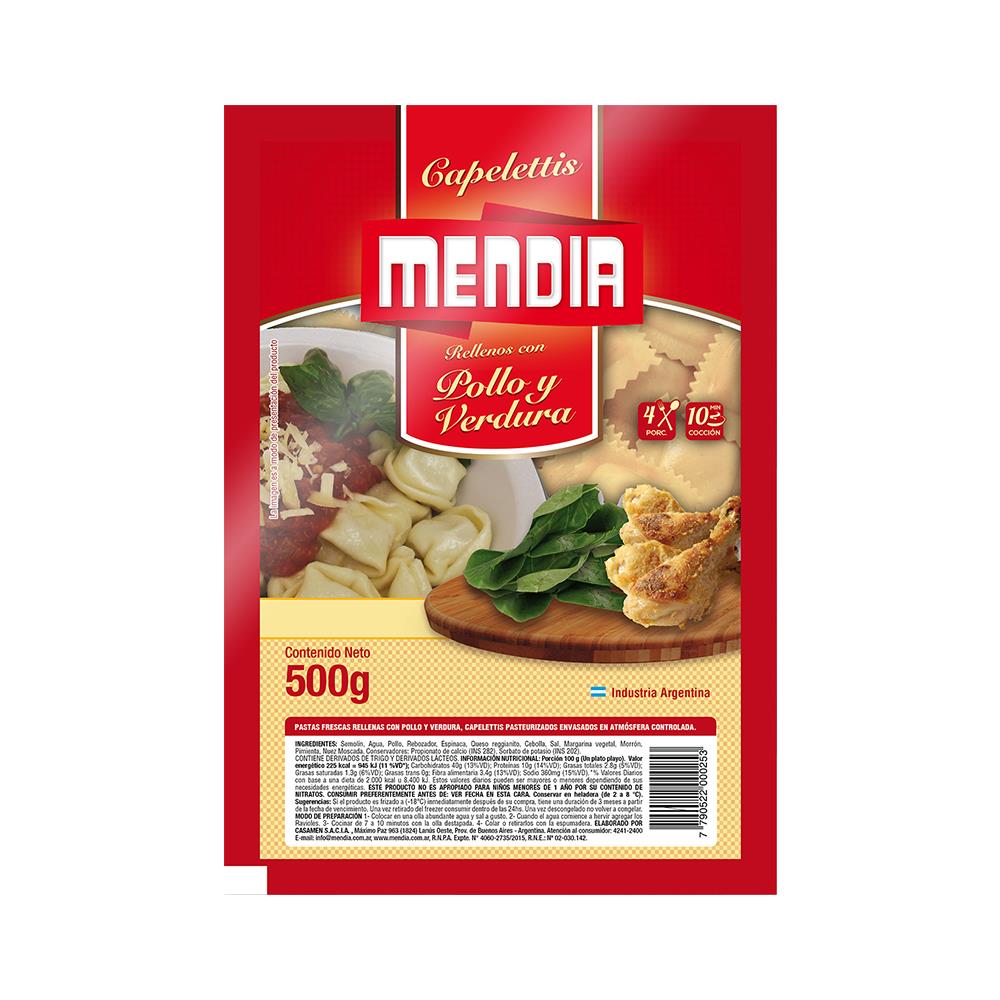 Capelettis
MENDIA
Rellenos con
Pollo y
Verdura
4
PORC.
10 MIN
COCCIÓN
La imagen es a modo de presentación del producto
Contenido Neto
500g
Industria Argentina
PASTAS FRESCAS RELLENAS CON POLLO Y VERDURA, CAPELETTIS PASTEURIZADOS ENVASADOS EN ATMÓSFERA CONTROLADA.
INGREDIENTES: Semolín, Agua, Pollo, Rebozador, Espinaca, Queso reggianito, Cebolla, Sal, Margarina vegetal, Morrón,
Pimienta, Nuez Moscada. Conservadores: Propionato de calcio (INS 282). Sorbato de potasio (INS 202).
CONTIENE DERIVADOS DE TRIGO Y DERIVADOS LÁCTEOS. INFORMACIÓN NUTRICIONAL: Porción 100 g (Un plato playo). Valor
energético 225 kcal = 945 kJ (11 %VD*); Carbohidratos 40g (13%VD); Proteínas 10g (14%VD); Grasas totales 2.8g (5%VD);
Grasas saturadas 1.3g (6%VD); Grasas trans 0g; Fibra alimentaria 3.4g (13%VD); Sodio 360mg (15%VD). *% Valores Diarios
con base a una dieta de 2.000 kcal u 8.400 kJ. Estos valores diarios pueden ser mayores o menores dependiendo de sus
necesidades energéticas. ESTE PRODUCTO NO ES APROPIADO PARA NIÑOS MENORES DE 1 AÑO POR SU CONTENIDO DE
NITRATOS. CONSUMIR PREFERENTEMENTE ANTES DE: VER FECHA EN ESTA CARA. Conservar en heladera (de 2 a 8 °C).
Sugerencias: Si el producto es frizado a (-18°C) inmediatamente después de su compra, tiene una duración de 3 meses a partir
de la fecha de vencimiento. Una vez retirado del freezer consumir dentro de las 24hs. Una vez descongelado no volver a congelar.
MODO DE PREPARACIÓN 1- Colocar en una olla abundante agua y sal a gusto. 2- Cuando el agua comience a hervir agregar los
Ravioles. 3- Cocinar de 7 a 10 minutos con la olla destapada. 4- Colar o retirarlos con la espumadera. ELABORADO POR
CASAMEN S.A.C.I.A. , Máximo Paz 963 (1824) Lanús Oeste, Prov. de Buenos Aires - Argentina. Atención al consumidor: 4241-2400
E-mail: info@mendia.com.ar, www.mendia.com.ar, R.N.P.A. Expte. N° 4060-2735/2015, R.N.E.: N° 02-030.142.
7 790522 000253